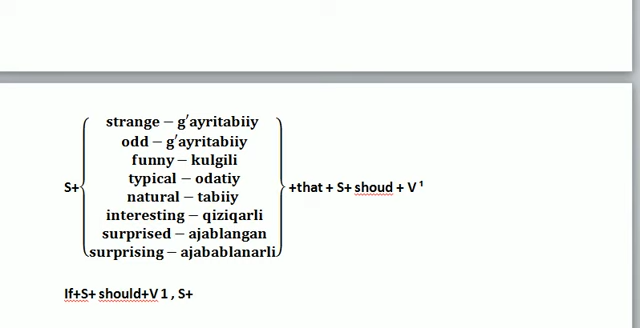 strange – g′ayritabiiy
odd – g′ayritabiiy
funny – kulgili
typical – odatiy
S+ natural – tabiiy +that + S+ shoud + V ¹
interesting – qiziqarli
surprised – ajablangan
surprising – ajabablanarli
If+S+ should+V 1 , S+